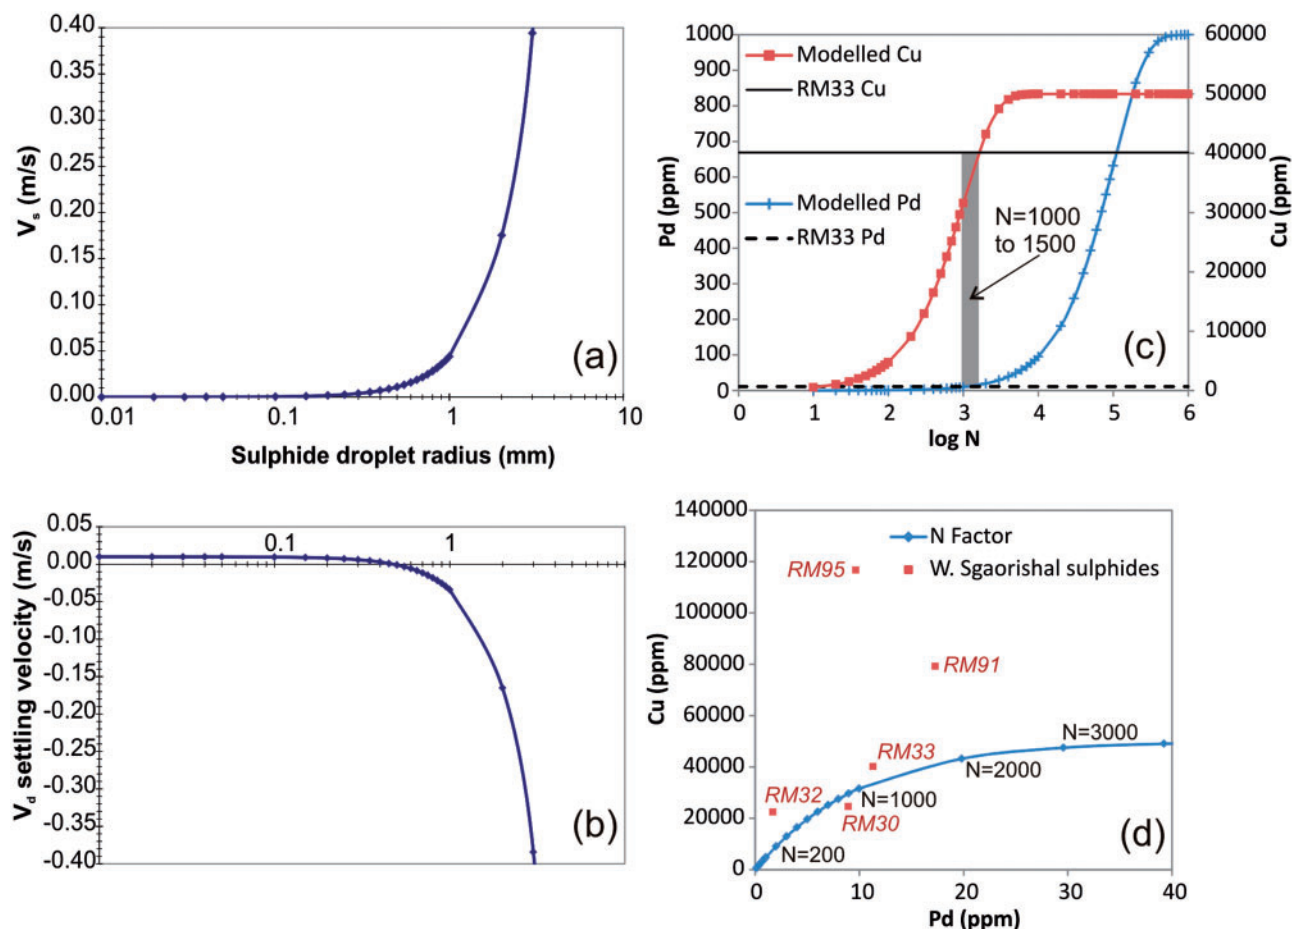 0.40
0.35
0.30
0.25
0.20
0.15
0.10
0.05
0.00
Vs (m/s)
0.01 0.1 1 10
Sulphide droplet radius (mm)
(a)
1000
900
800
700
600
500
400
300
200
100
0
Pd (ppm)
Modelled Cu
RM33 Cu
Modelled Pd
RM33 Pd
N=1000
to 1500
60000
50000
40000
30000
20000
10000
0
Cu (ppm)
0 1 2 3 4 5 6
log N
(c)
0.05
0.00
-0.05
-0.10
-0.15
-0.20
-0.25
-0.30
-0.35
-0.40
Vd settling velocity (m/s)
0.1 1
(b)
140000
120000
100000
80000
60000
40000
20000
0
Cu (ppm)
N Factor
W. Sgaorishal sulphides
RM95
RM91
RM33
N=3000
N=2000
RM32
N=1000
RM30
N=200
(d)
0 10 20 30 40
Pd (ppm)